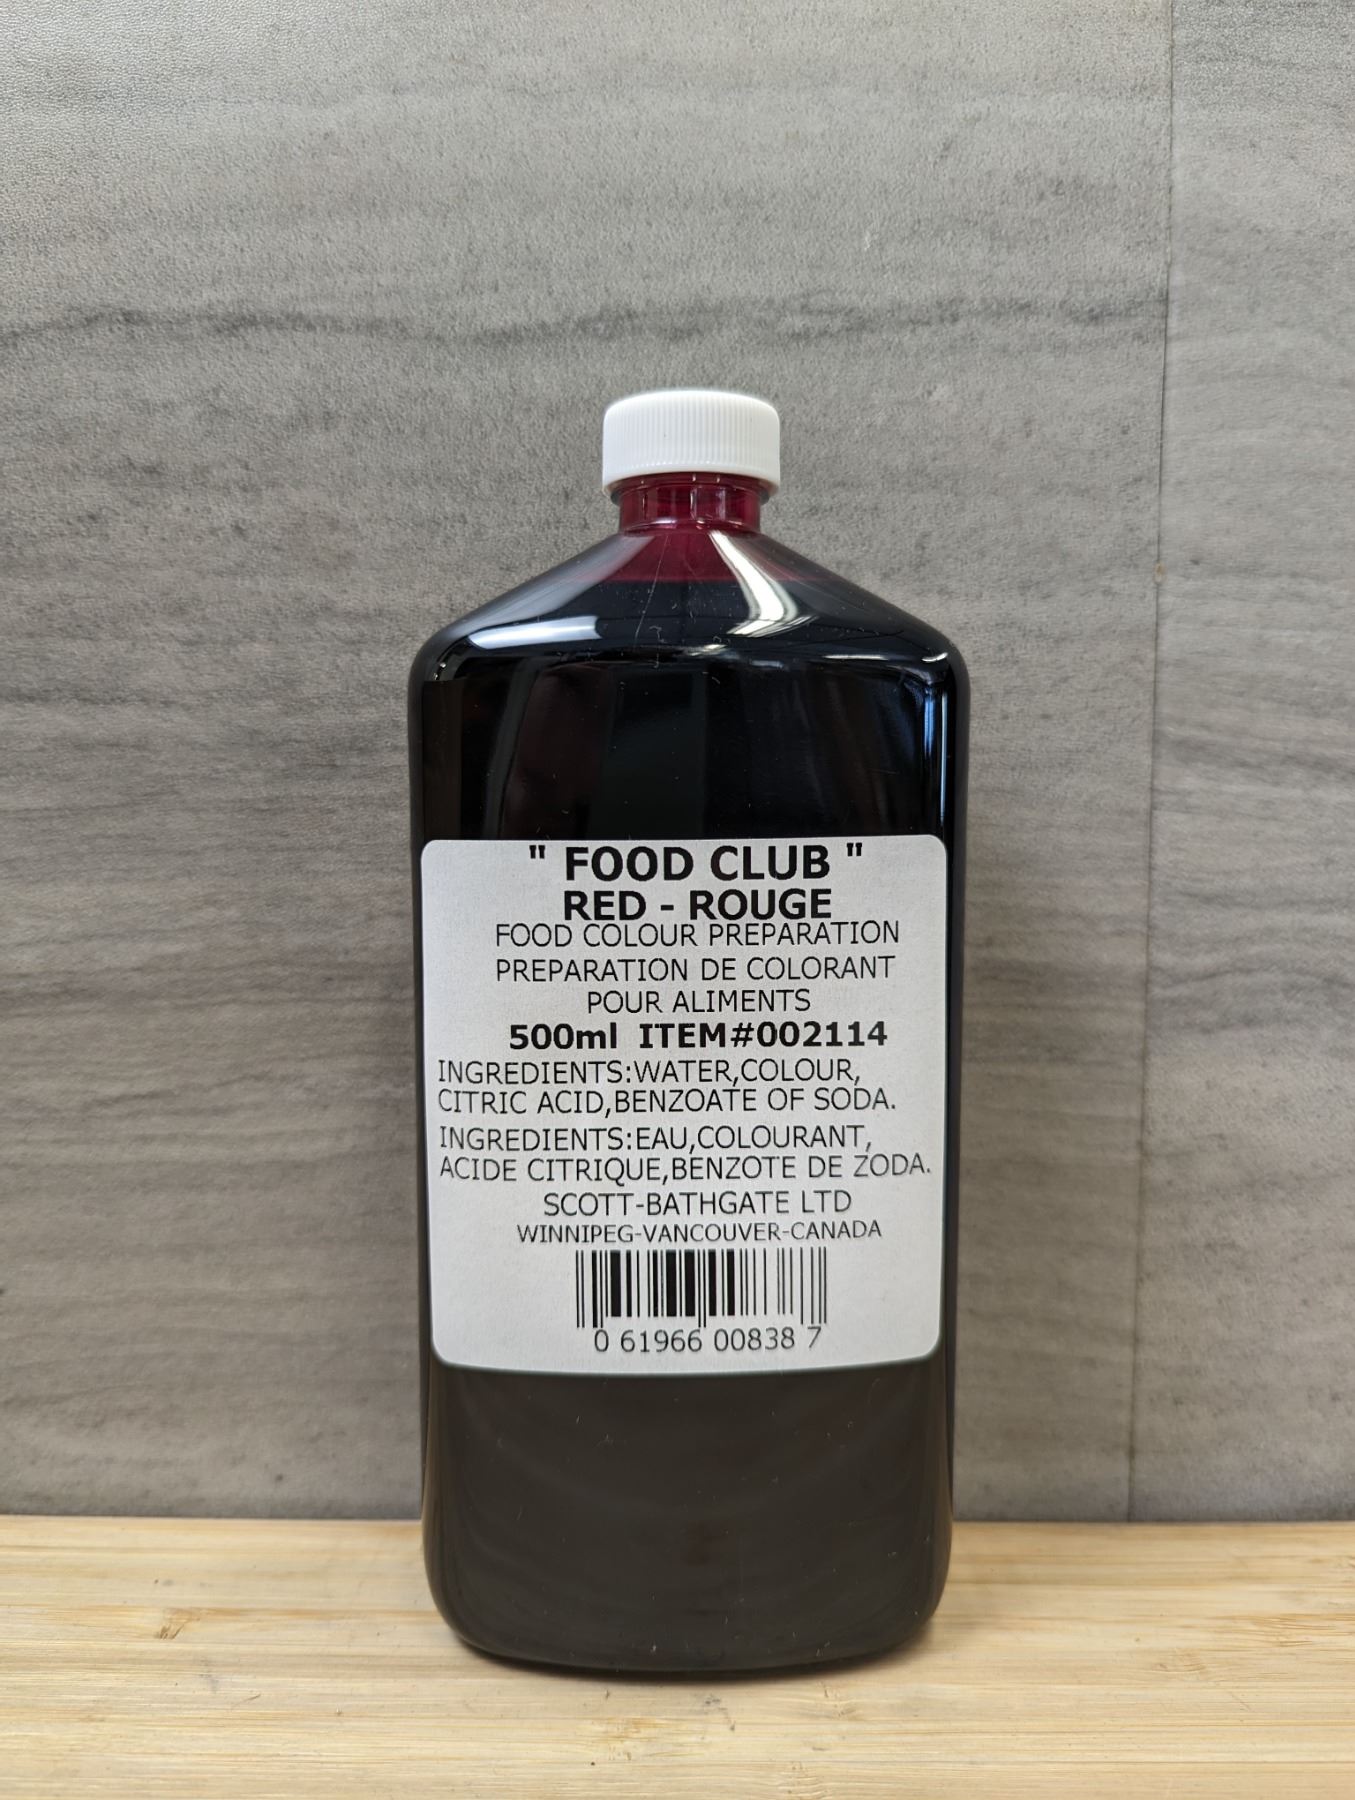 " FOOD CLUB "
RED - ROUGE
FOOD COLOUR PREPARATION
PREPARATION DE COLORANT
POUR ALIMENTS
500ml ITEM#002114
INGREDIENTS:WATER,COLOUR,
CITRIC ACID,BENZOATE OF SODA.
INGREDIENTS:EAU,COLOURANT,
ACIDE CITRIQUE,BENZOTE DE ZODA.
SCOTT-BATHGATE LTD
WINNIPEG-VANCOUVER-CANADA
0 61966 00838 7